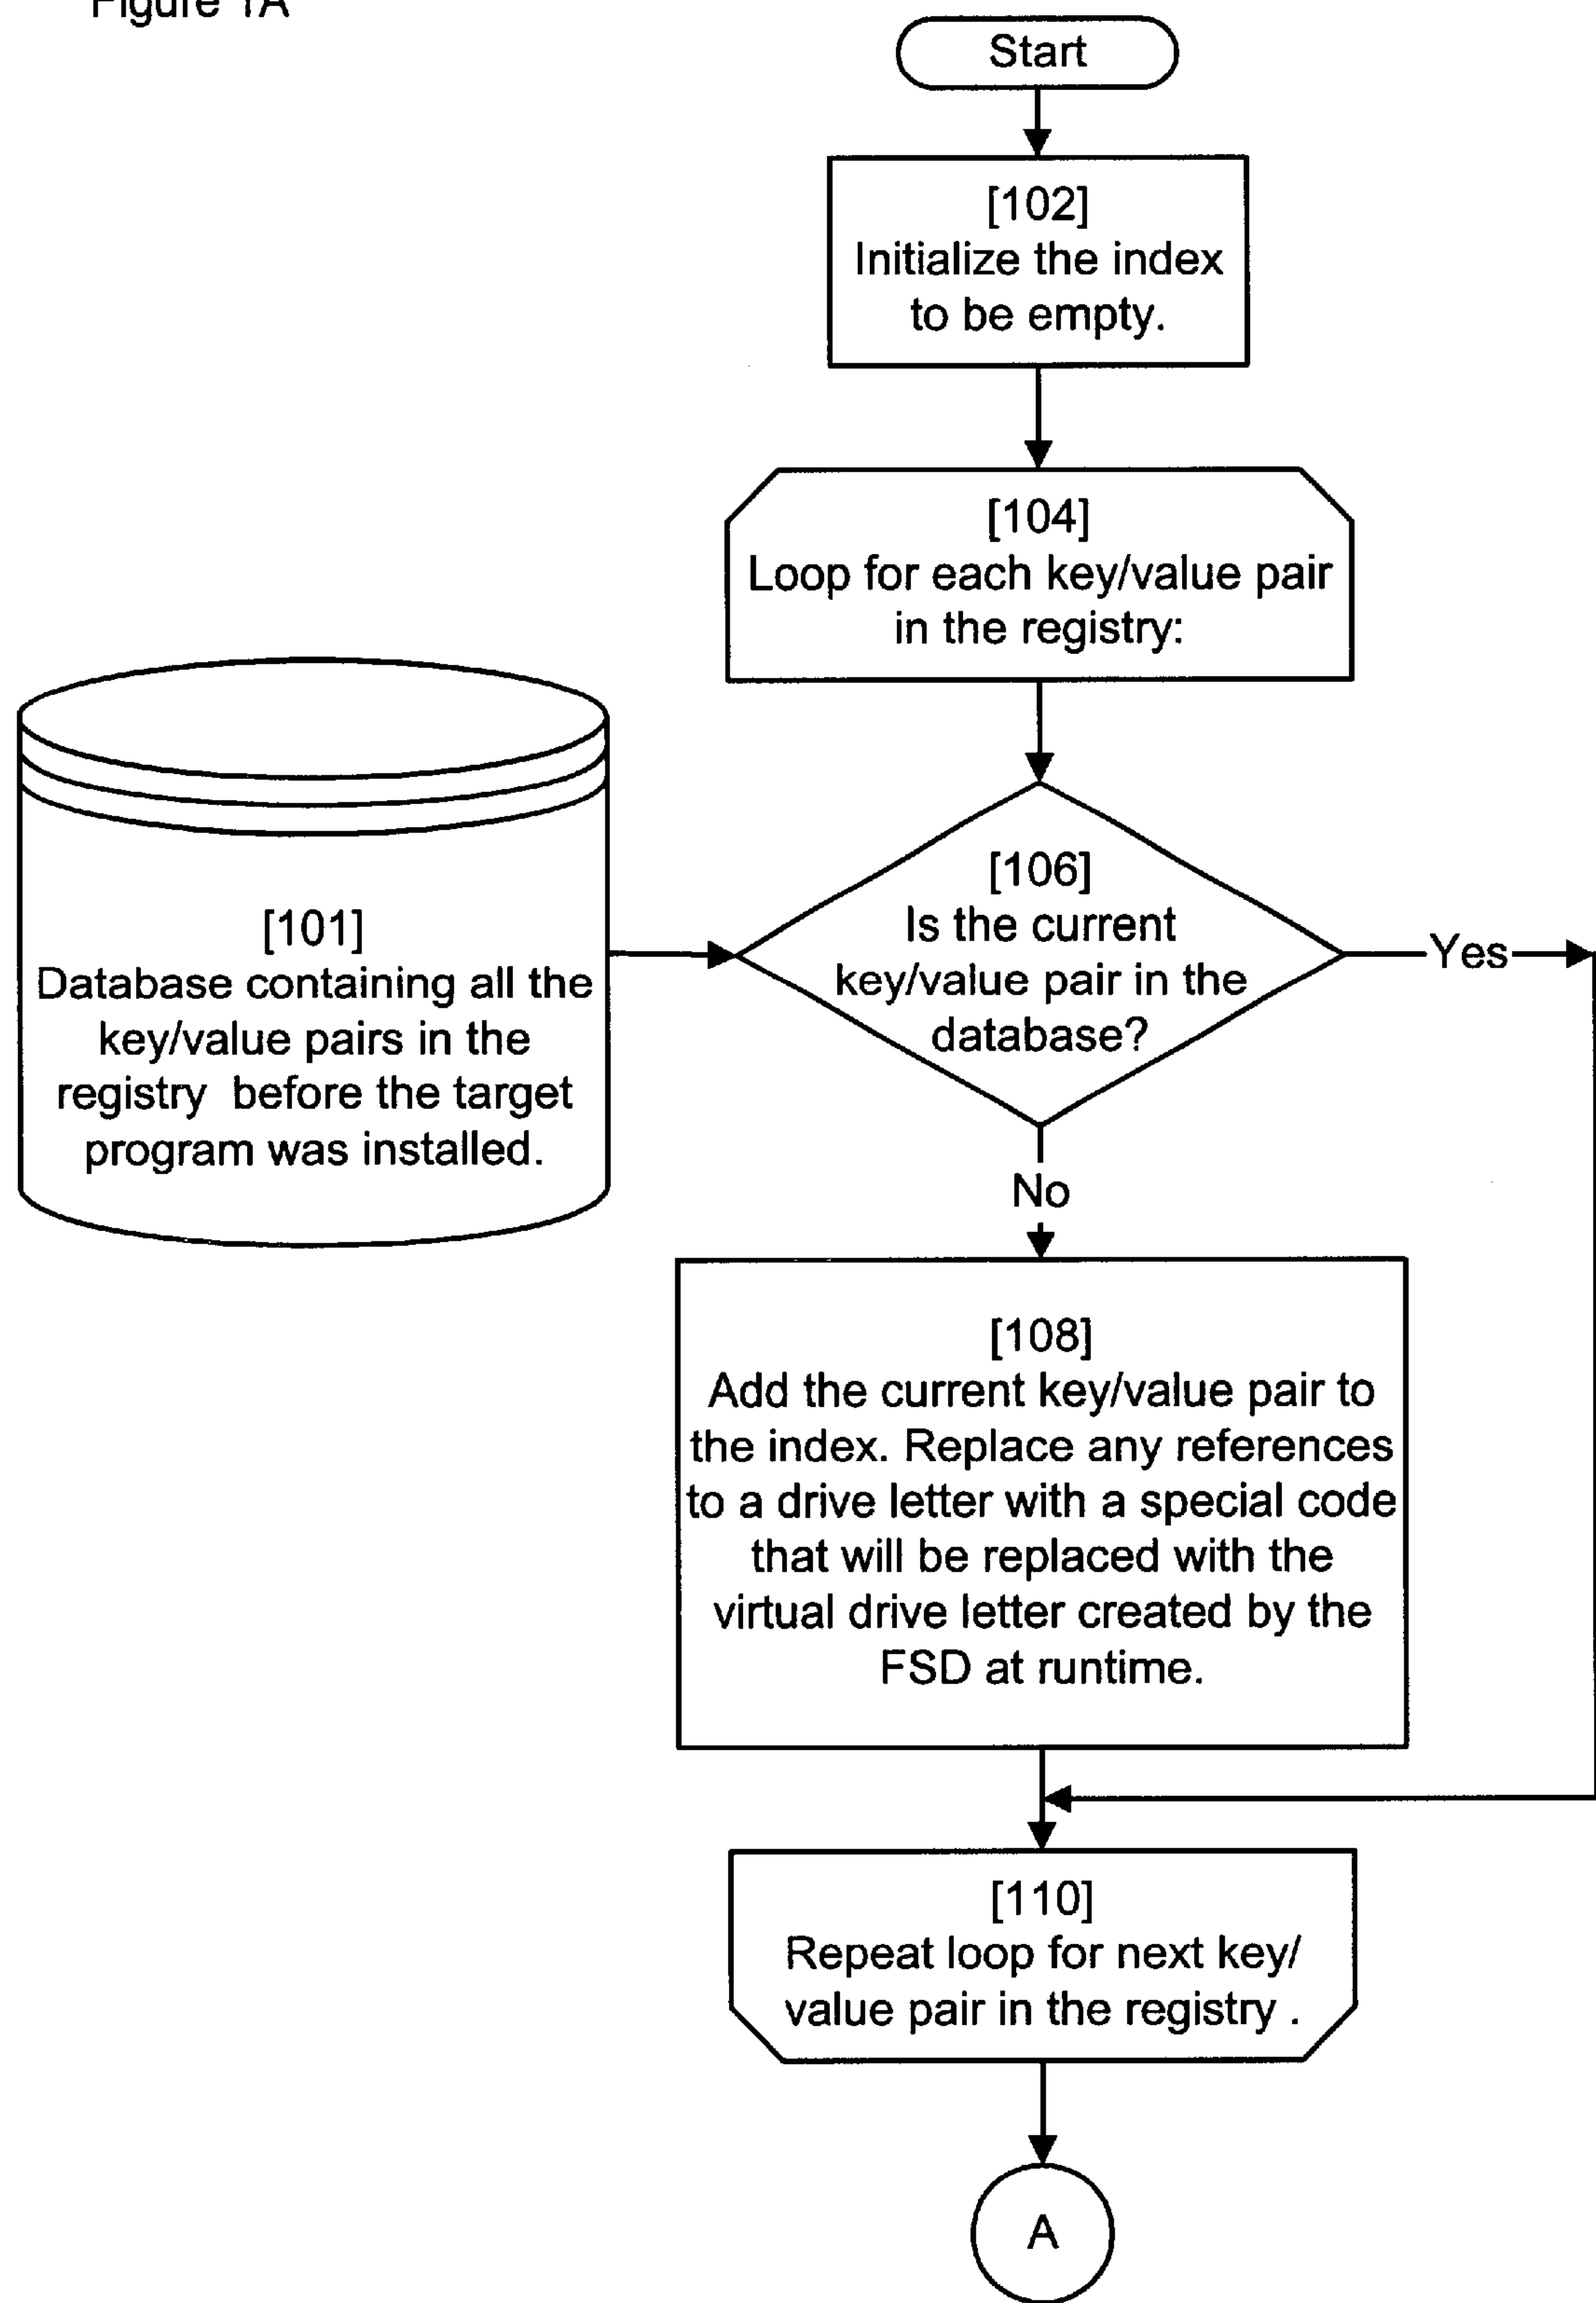 Figure 1A
Start
[102]
Initialize the index
to be empty.
[104]
Loop for each key/value pair
in the registry:
[101]
Database containing all the
key/value pairs in the
registry before the target
program was installed.
[106]
Is the current
key/value pair in the
database?
Yes
No
[108]
Add the current key/value pair to
the index. Replace any references
to a drive letter with a special code
that will be replaced with the
virtual drive letter created by the
FSD at runtime.
[110]
Repeat loop for next key/
value pair in the registry .
A